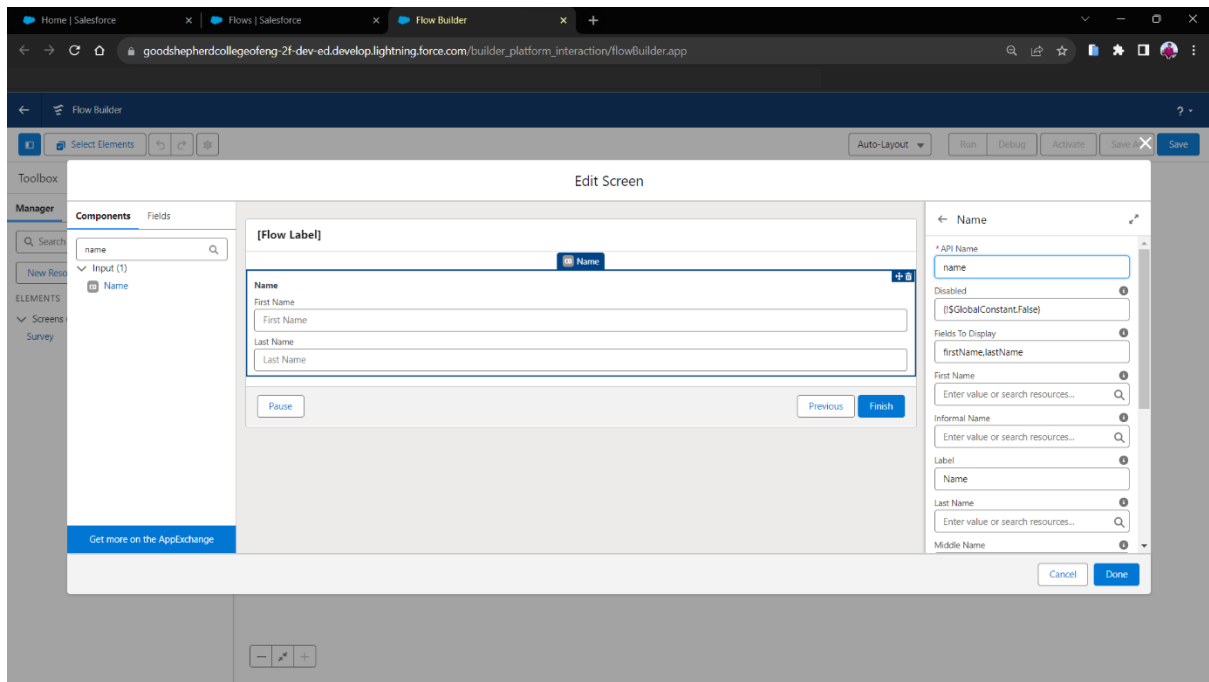 Home | Salesforce
Flows | Salesforce
Flow Builder
goodshepherdcollegeofeng-2f-dev-ed.develop.lightning.force.com/builder_platform_interaction/flowBuilder.app
Flow Builder
?
Select Elements
Auto-Layout
Run
Debug
Activate
Save A
Save
Toolbox
Edit Screen
Manager
Search
New Reso
ELEMENTS
Screens
Survey
Components
Fields
name
Input (1)
Name
Get more on the AppExchange
[Flow Label]
Name
Name
First Name
First Name
Last Name
Last Name
Pause
Previous
Finish
Name
* API Name
name
Disabled
{!$GlobalConstant.False}
Fields To Display
firstName,lastName
First Name
Enter value or search resources...
Informal Name
Enter value or search resources...
Label
Name
Last Name
Enter value or search resources...
Middle Name
Cancel
Done